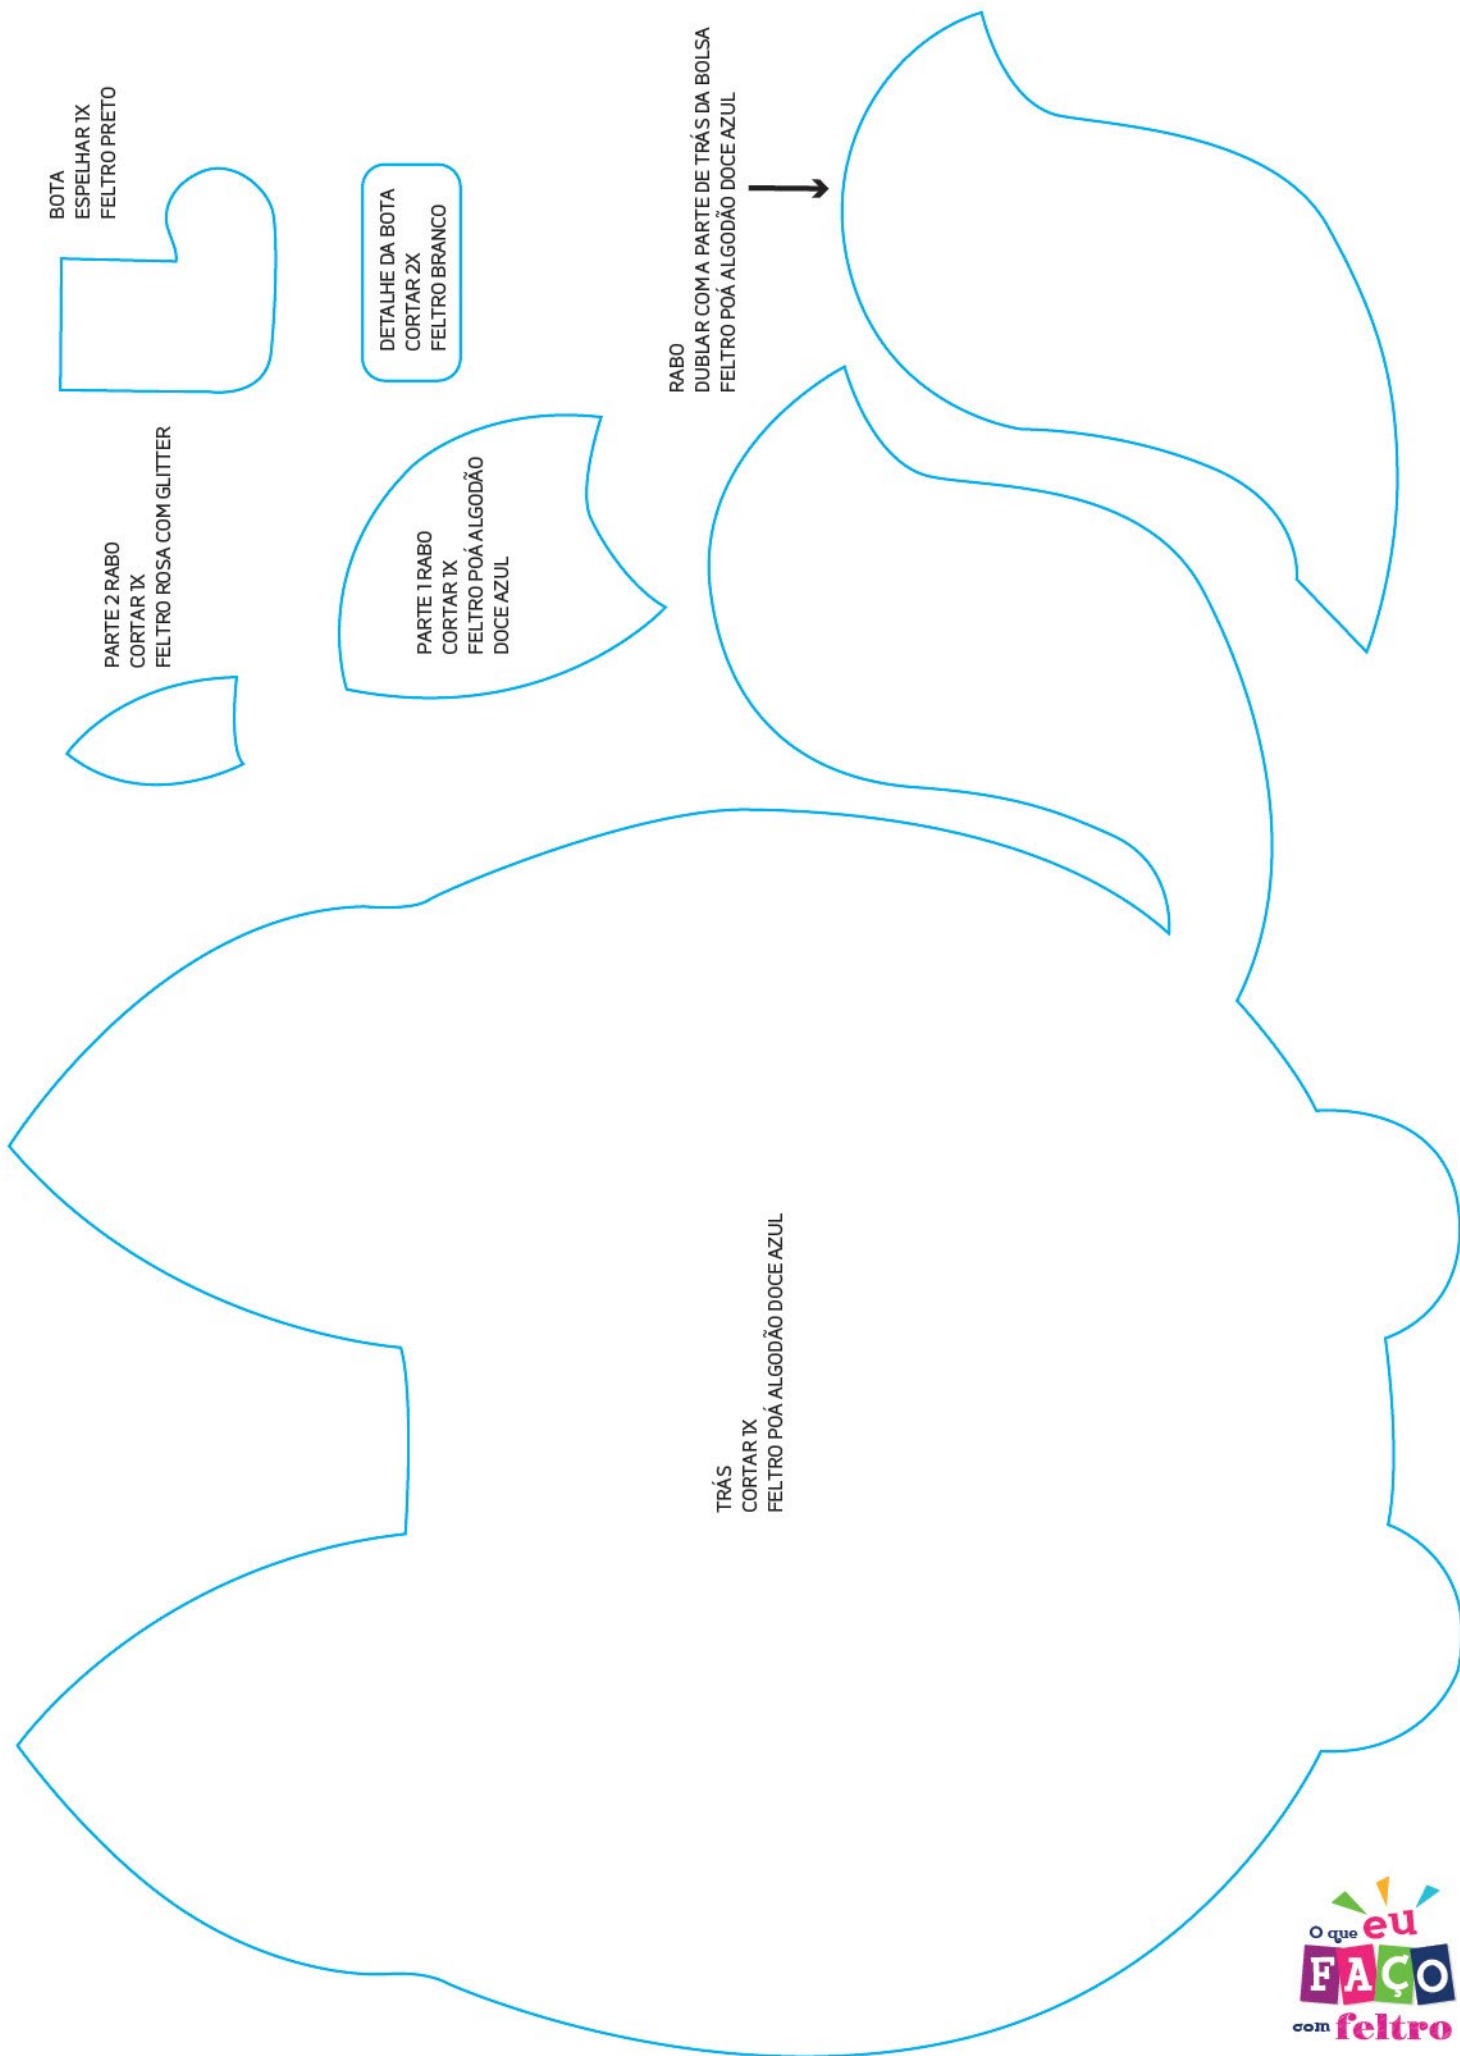 BOTA
ESPELHAR 1X
FELTRO PRETO
DETALHE DA BOTA
CORTAR 2X
FELTRO BRANCO
RABO
DUBLAR COM A PARTE DE TRÁS DA BOLSA
FELTRO POÁ ALGODÃO DOCE AZUL
PARTE 2 RABO
CORTAR 1X
FELTRO ROSA COM GLITTER
PARTE 1 RABO
CORTAR 1X
FELTRO POÁ ALGODÃO
DOCE AZUL
TRÁS
CORTAR 1X
FELTRO POÁ ALGODÃO DOCE AZUL
O que eu
FAÇO
com feltro